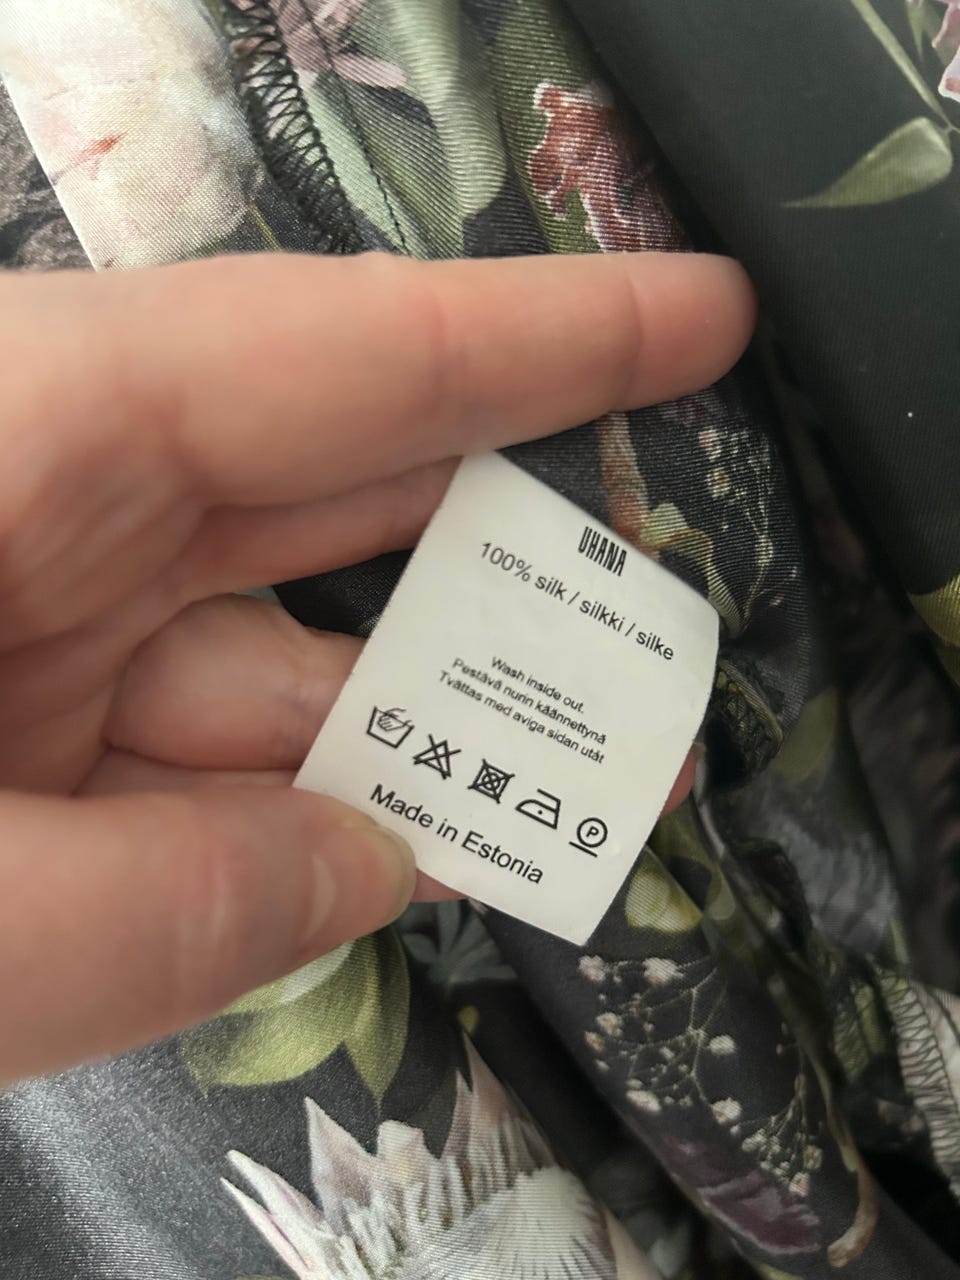 UHANA
100% silk / silkki / silke
Wash inside out.
Pestävä nurin käännettynä
Tvättas med aviga sidan utåt
P
Made in Estonia